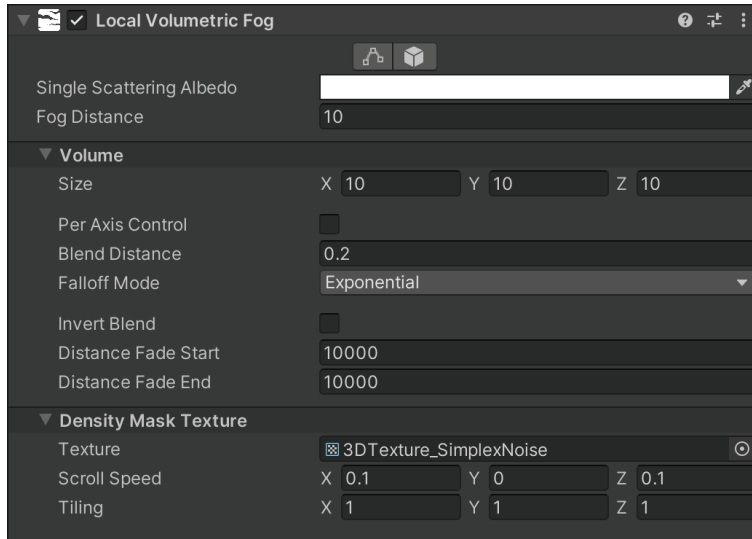 Local Volumetric Fog
Single Scattering Albedo
Fog Distance 10
Volume
Size X 10 Y 10 Z 10
Per Axis Control
Blend Distance 0.2
Falloff Mode Exponential
Invert Blend
Distance Fade Start 10000
Distance Fade End 10000
Density Mask Texture
Texture 3DTexture_SimplexNoise
Scroll Speed X 0.1 Y 0 Z 0.1
Tiling X 1 Y 1 Z 1